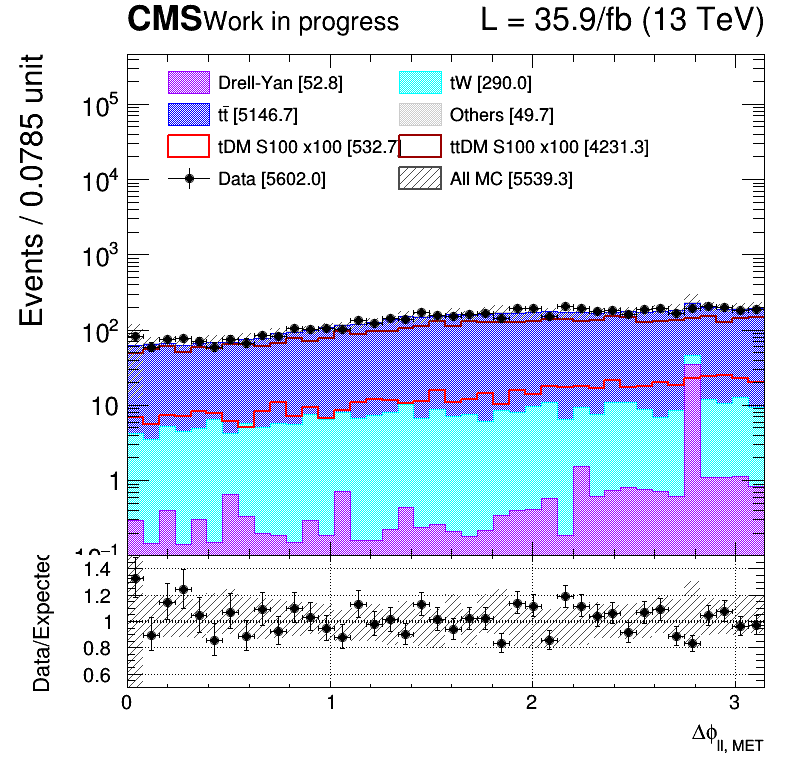 CMS Work in progress L = 35.9/fb (13 TeV)
Events / 0.0785 unit
Drell-Yan [52.8] tW [290.0]
tt̄ [5146.7] Others [49.7]
tDM S100 x100 [532.7] ttDM S100 x100 [4231.3]
Data [5602.0] All MC [5539.3]
10⁵
10⁴
10³
10²
10
1
10⁻¹
Data/Expected
1.4
1.2
1
0.8
0.6
0 1 2 3
Δϕll, MET